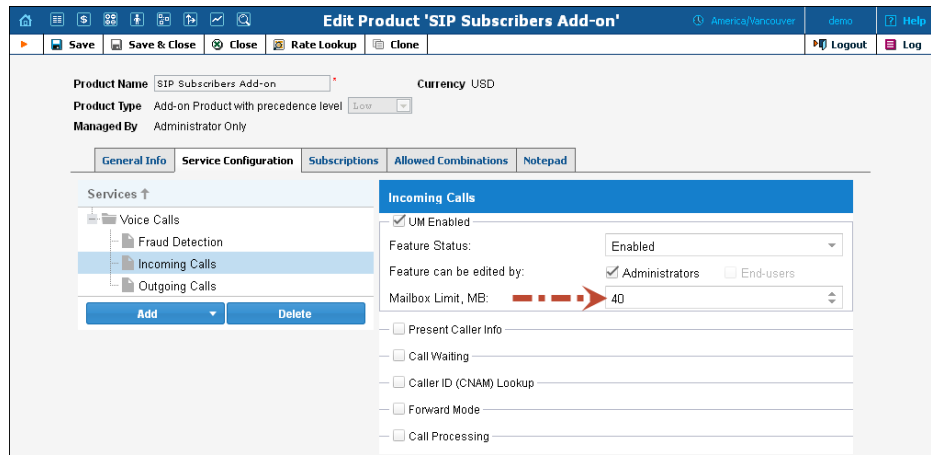 Edit Product 'SIP Subscribers Add-on' America/Vancouver demo Help
Save Save & Close Close Rate Lookup Clone Logout Log
Product Name SIP Subscribers Add-on * Currency USD
Product Type Add-on Product with precedence level Low
Managed By Administrator Only
General Info Service Configuration Subscriptions Allowed Combinations Notepad
Services ↑
Voice Calls
Fraud Detection
Incoming Calls
Outgoing Calls
Add Delete
Incoming Calls
UM Enabled
Feature Status: Enabled
Feature can be edited by: Administrators End-users
Mailbox Limit, MB: 40
Present Caller Info
Call Waiting
Caller ID (CNAM) Lookup
Forward Mode
Call Processing